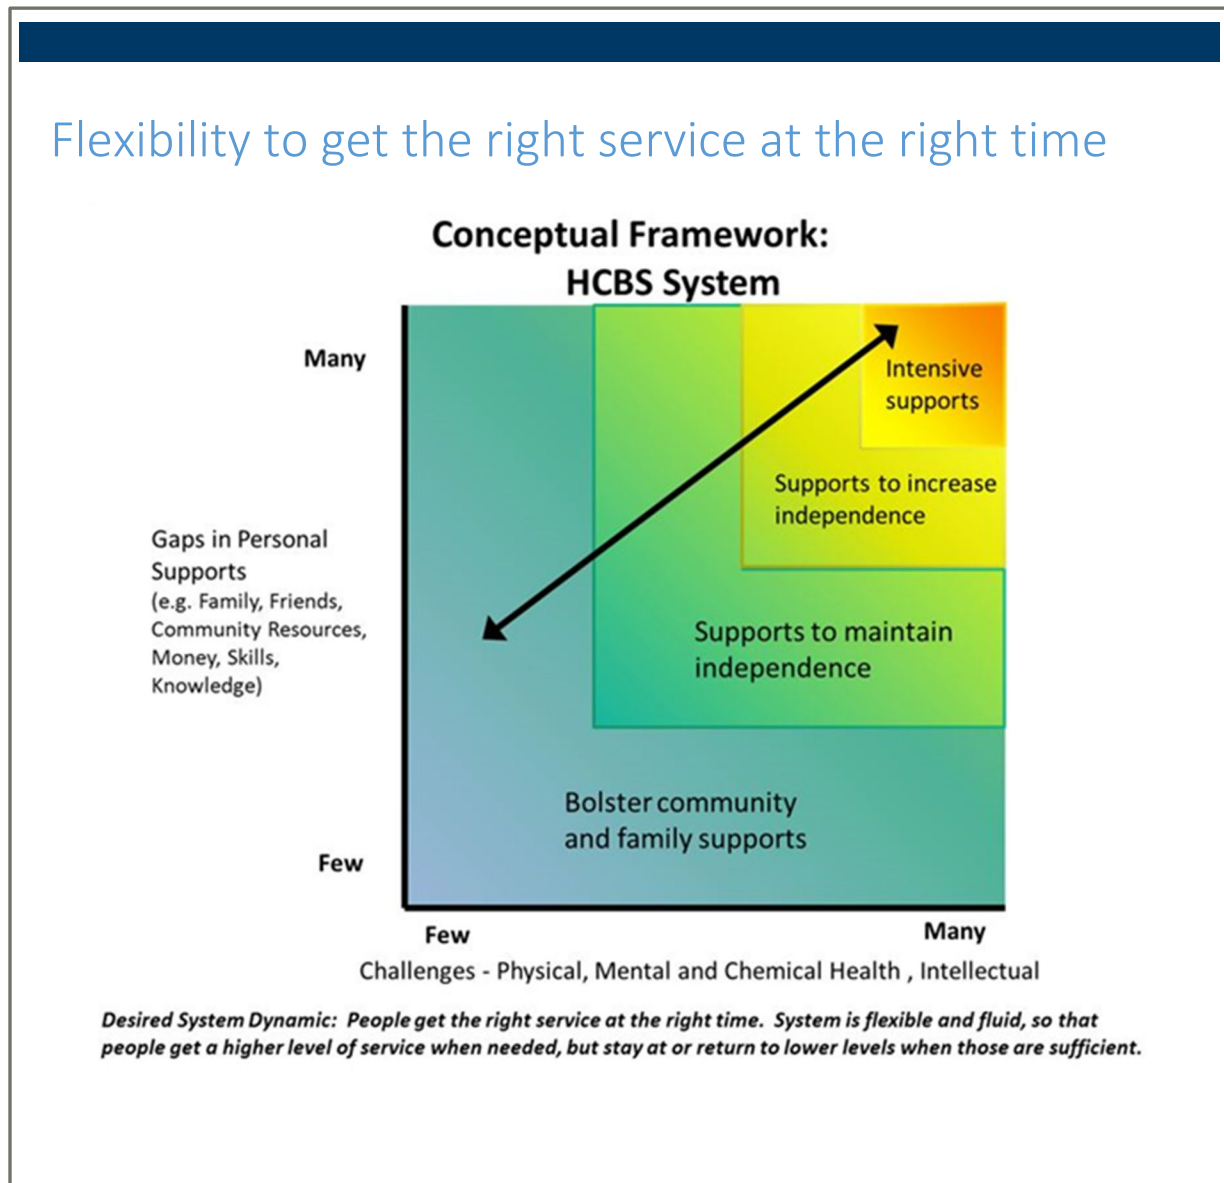 Flexibility to get the right service at the right time
Conceptual Framework:
HCBS System
Many
Intensive
supports
Supports to increase
independence
Gaps in Personal
Supports
(e.g. Family, Friends,
Community Resources,
Money, Skills,
Knowledge)
Supports to maintain
independence
Bolster community
and family supports
Few
Few
Many
Challenges - Physical, Mental and Chemical Health , Intellectual
Desired System Dynamic: People get the right service at the right time. System is flexible and fluid, so that
people get a higher level of service when needed, but stay at or return to lower levels when those are sufficient.